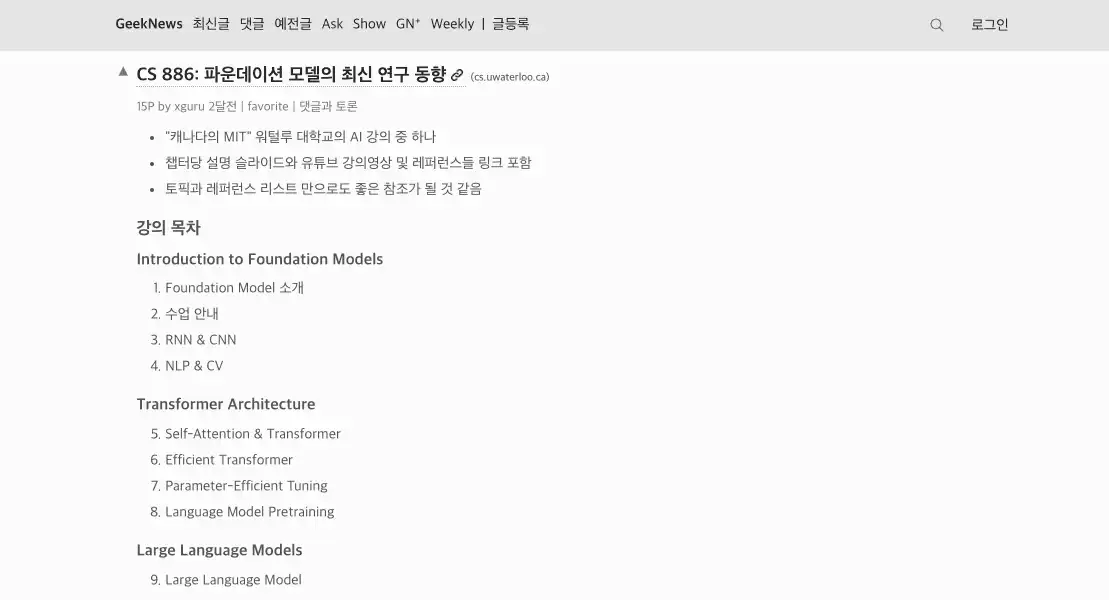 GeekNews 최신글 댓글 예전글 Ask Show GN⁺ Weekly | 글등록 로그인
▲ CS 886: 파운데이션 모델의 최신 연구 동향 (cs.uwaterloo.ca)
15P by xguru 2달전 | favorite | 댓글과 토론
• "캐나다의 MIT" 워털루 대학교의 AI 강의 중 하나
• 챕터당 설명 슬라이드와 유튜브 강의영상 및 레퍼런스들 링크 포함
• 토픽과 레퍼런스 리스트 만으로도 좋은 참조가 될 것 같음
강의 목차
Introduction to Foundation Models
1. Foundation Model 소개
2. 수업 안내
3. RNN & CNN
4. NLP & CV
Transformer Architecture
5. Self-Attention & Transformer
6. Efficient Transformer
7. Parameter-Efficient Tuning
8. Language Model Pretraining
Large Language Models
9. Large Language Model